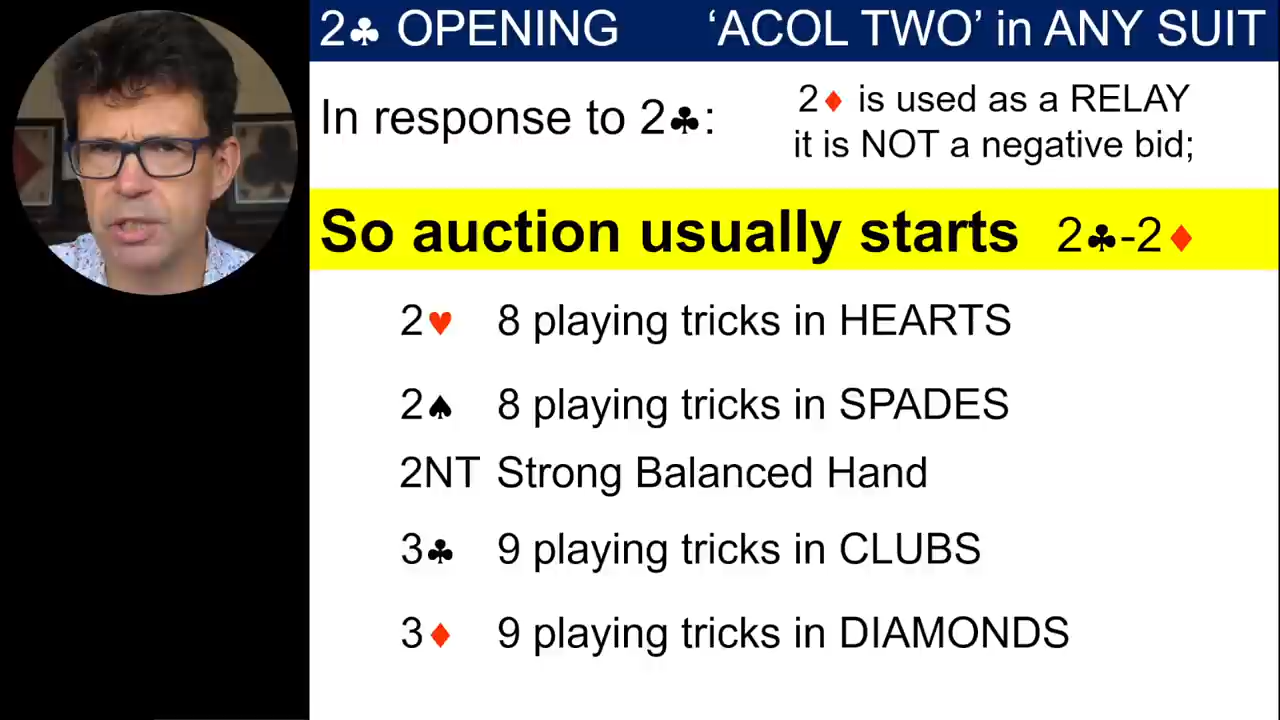 2♣ OPENING ‘ACOL TWO’ in ANY SUIT
In response to 2♣:
2♦ is used as a RELAY
it is NOT a negative bid;
So auction usually starts 2♣-2♦
2♥ 8 playing tricks in HEARTS
2♠ 8 playing tricks in SPADES
2NT Strong Balanced Hand
3♣ 9 playing tricks in CLUBS
3♦ 9 playing tricks in DIAMONDS